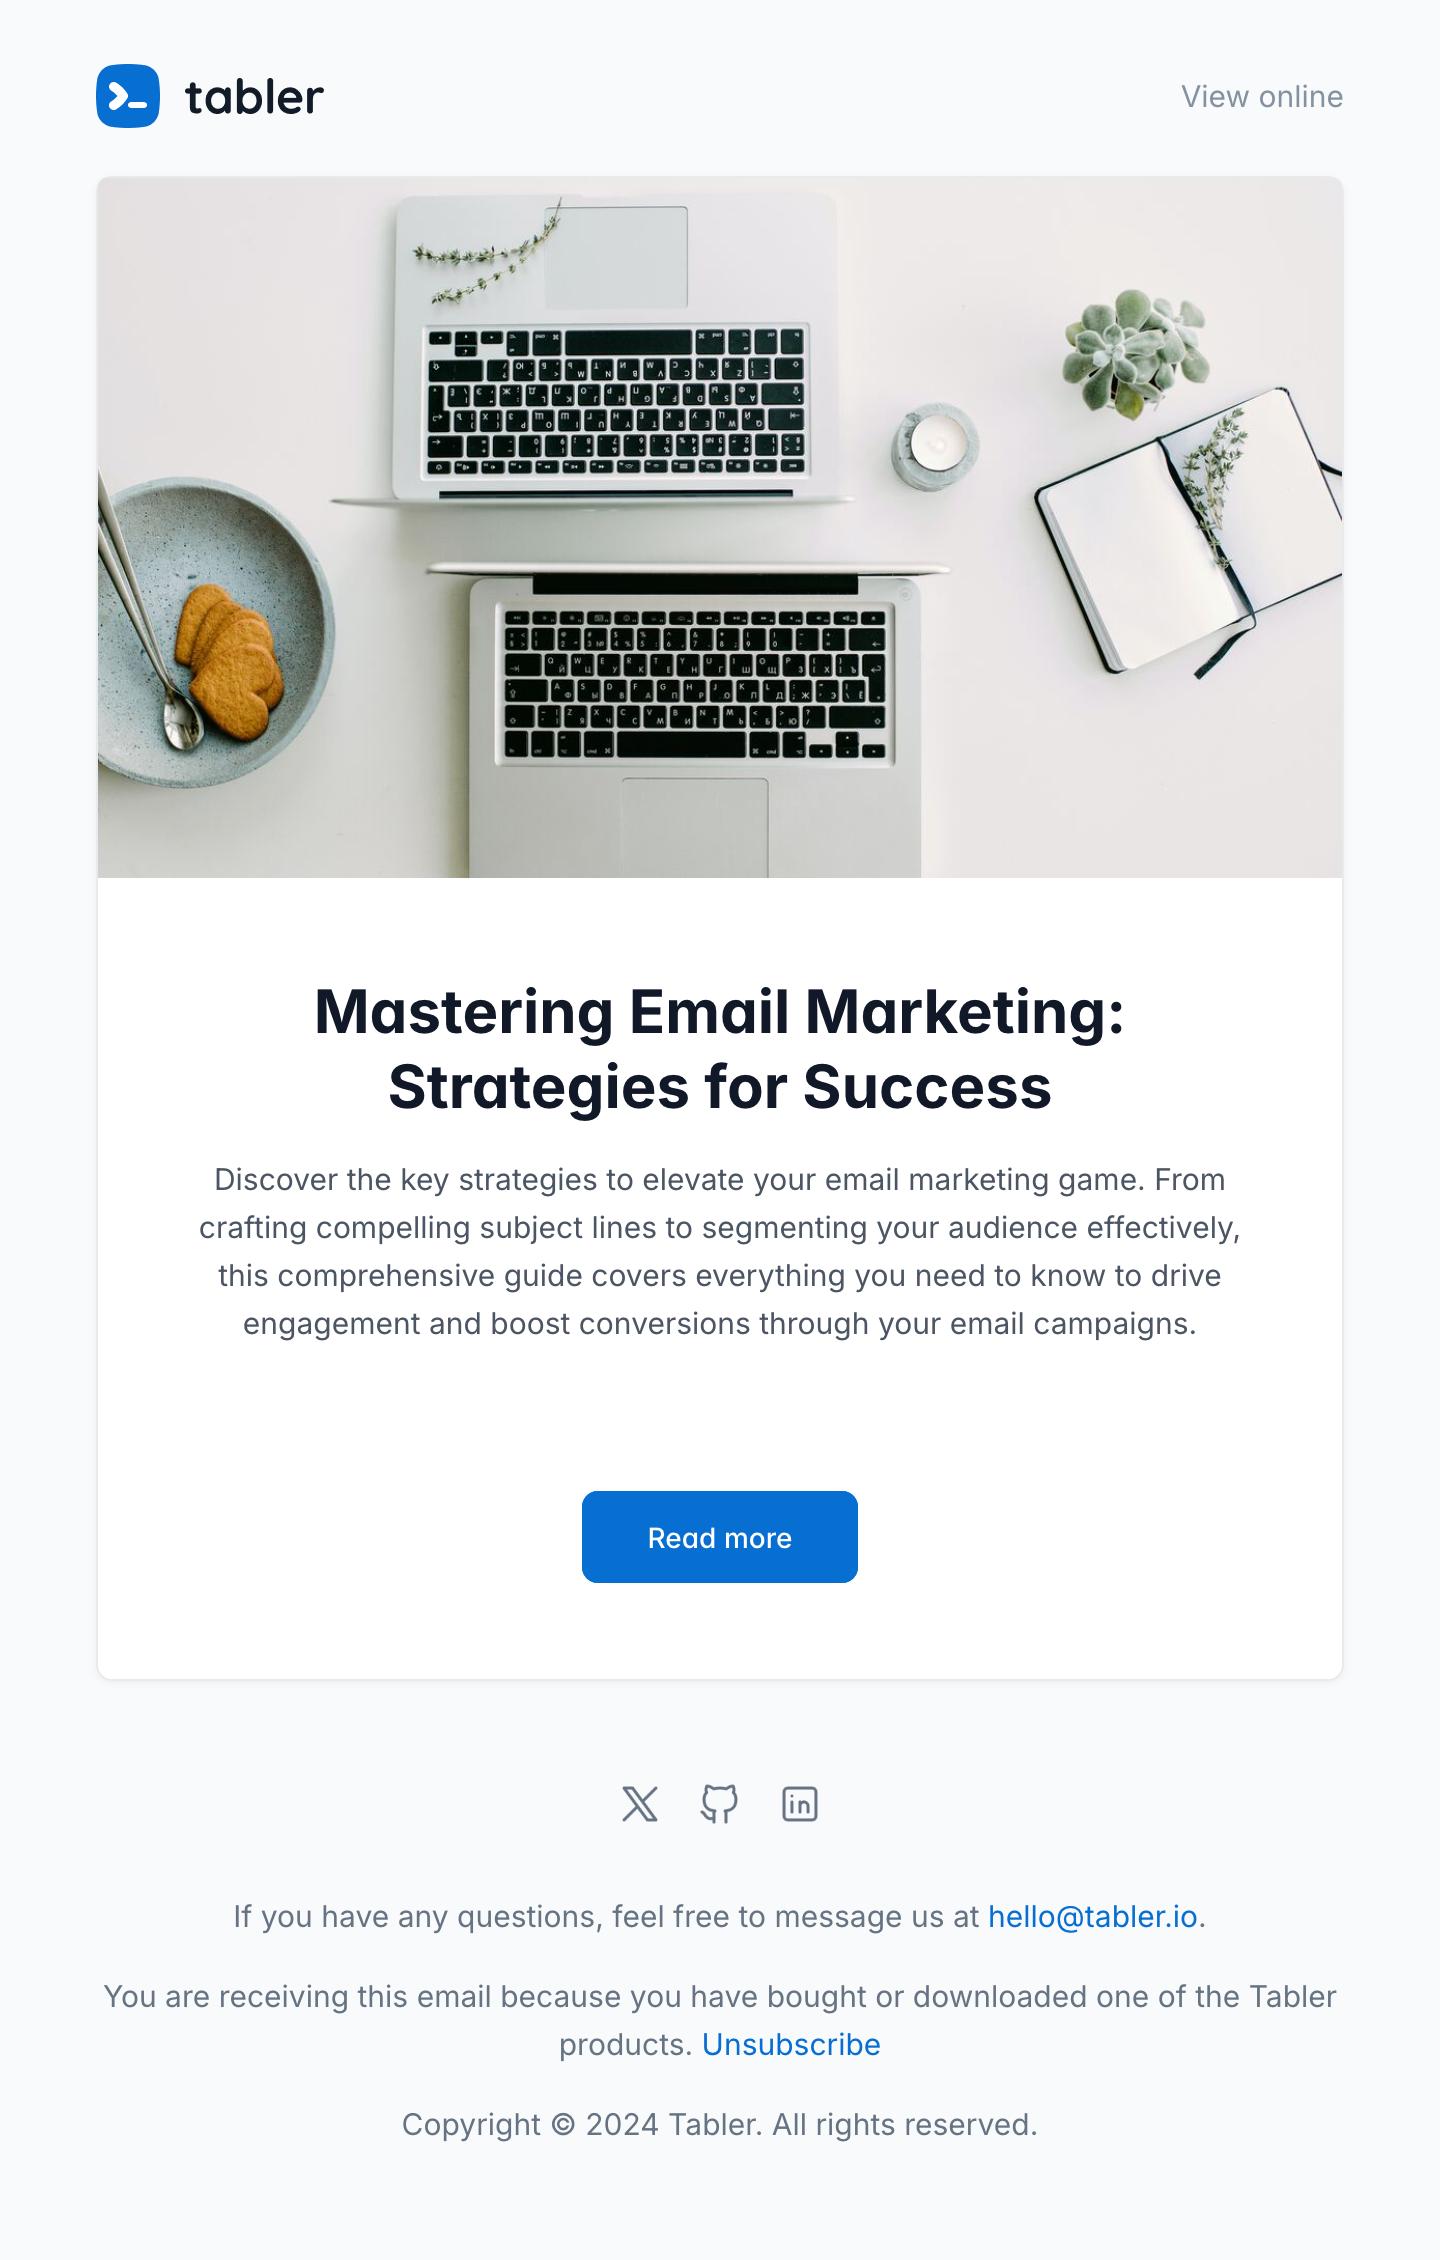 tabler
View online
Mastering Email Marketing:
Strategies for Success
Discover the key strategies to elevate your email marketing game. From
crafting compelling subject lines to segmenting your audience effectively,
this comprehensive guide covers everything you need to know to drive
engagement and boost conversions through your email campaigns.
Read more
If you have any questions, feel free to message us at hello@tabler.io.
You are receiving this email because you have bought or downloaded one of the Tabler
products. Unsubscribe
Copyright © 2024 Tabler. All rights reserved.